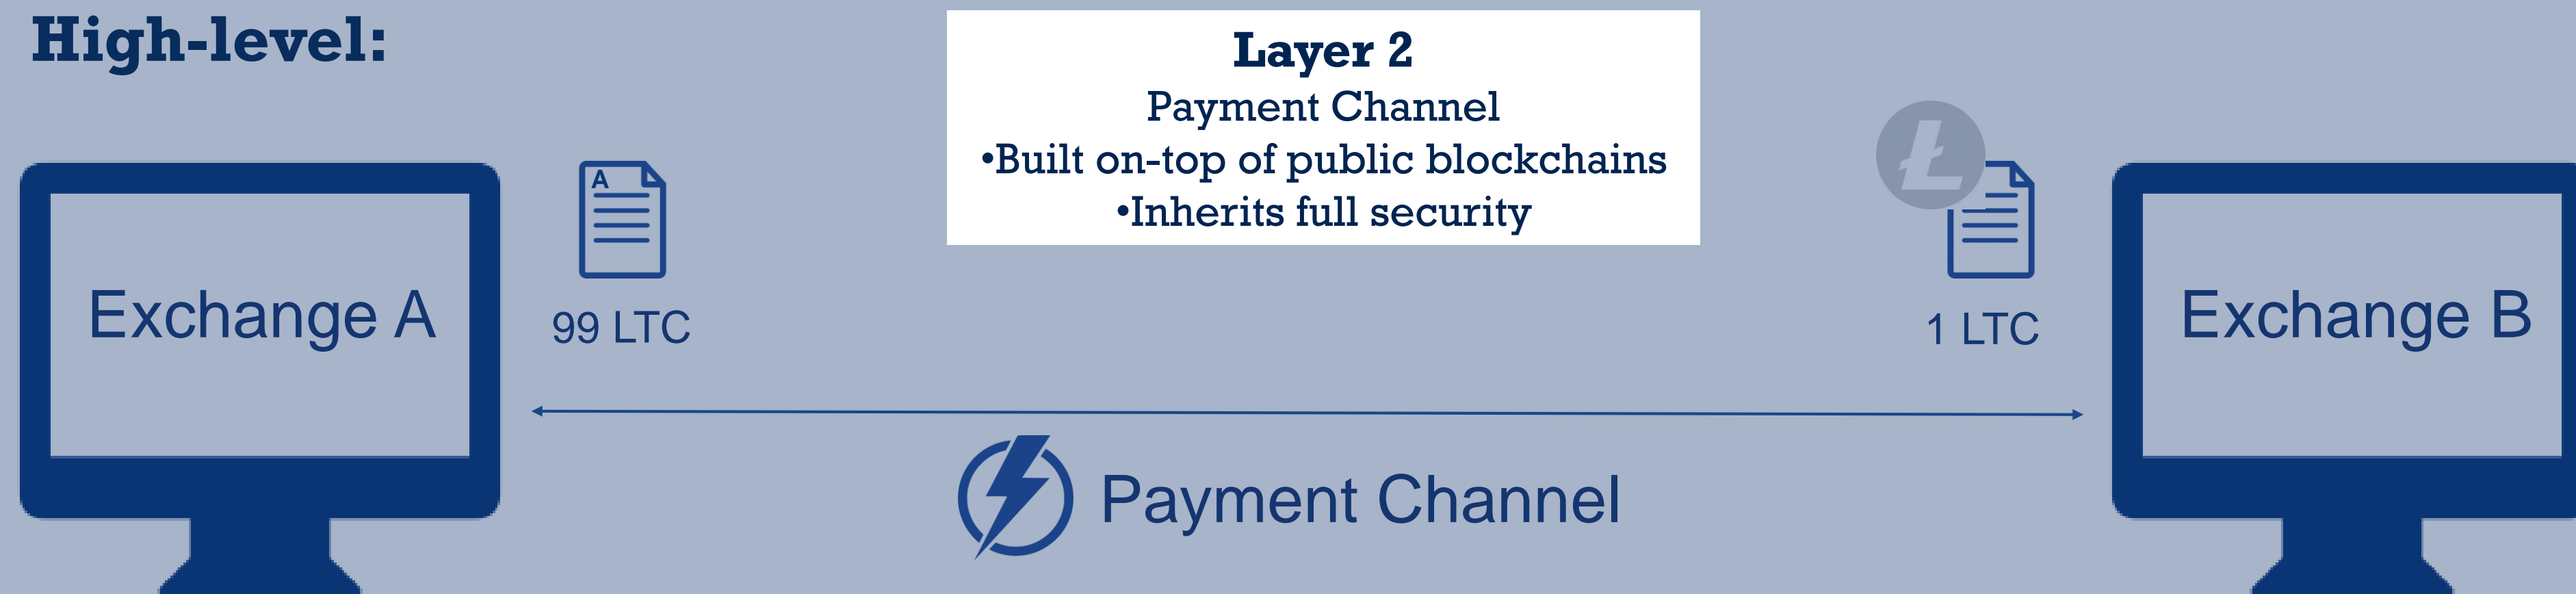 High-level:
Layer 2
Payment Channel
•Built on-top of public blockchains
•Inherits full security
A
Exchange A
99 LTC
Ł
1 LTC
Exchange B
Payment Channel